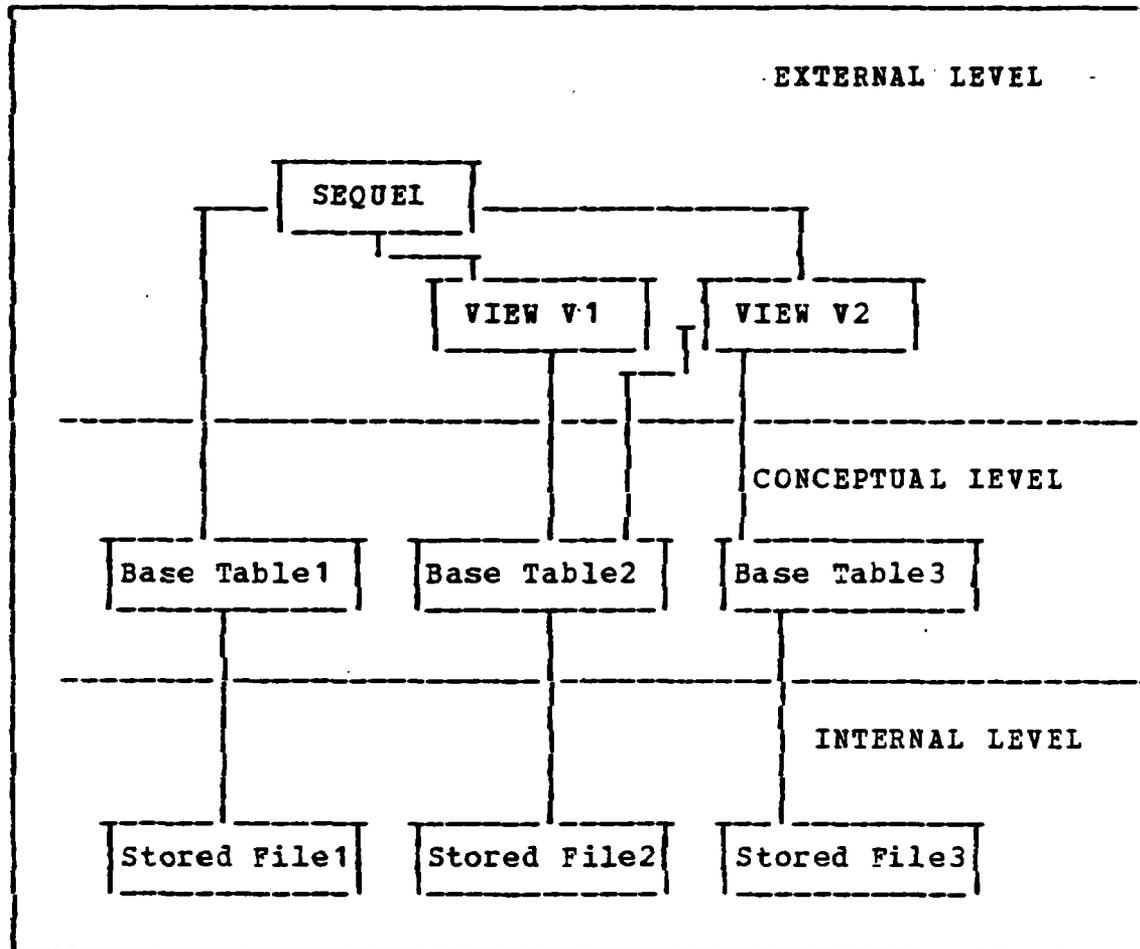 EXTERNAL LEVEL
SEQUEL
VIEW V1
VIEW V2
CONCEPTUAL LEVEL
Base Table1
Base Table2
Base Table3
INTERNAL LEVEL
Stored File1
Stored File2
Stored File3